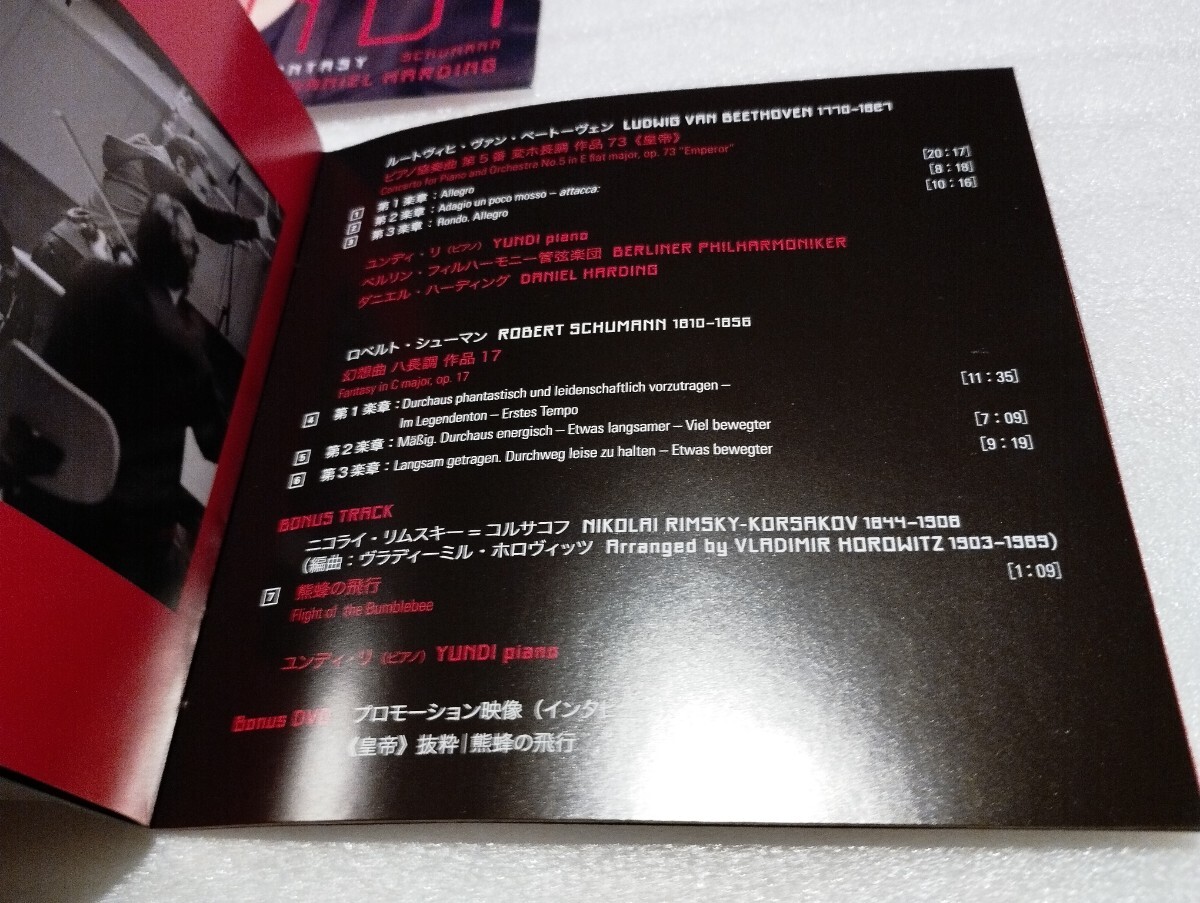 FANTASY SCHUMANN
DANIEL HARDING
ルートヴィヒ・ヴァン・ベートーヴェン LUDWIG VAN BEETHOVEN 1770–1827
ピアノ協奏曲 第5番 変ホ長調 作品 73《皇帝》
Concerto for Piano and Orchestra No.5 in E flat major, op. 73 "Emperor"
1 第1楽章：Allegro [20：17]
2 第2楽章：Adagio un poco mosso – attacca: [8：18]
3 第3楽章：Rondo. Allegro [10：16]
ユンディ・リ（ピアノ） YUNDI piano
ベルリン・フィルハーモニー管弦楽団 BERLINER PHILHARMONIKER
ダニエル・ハーディング DANIEL HARDING
ロベルト・シューマン ROBERT SCHUMANN 1810–1856
幻想曲 ハ長調 作品 17
Fantasy in C major, op. 17
4 第1楽章：Durchaus phantastisch und leidenschaftlich vorzutragen – [11：35]
Im Legendenton – Erstes Tempo
5 第2楽章：Mäßig. Durchaus energisch – Etwas langsamer – Viel bewegter [7：09]
6 第3楽章：Langsam getragen. Durchweg leise zu halten – Etwas bewegter [9：19]
BONUS TRACK
ニコライ・リムスキー＝コルサコフ NIKOLAI RIMSKY-KORSAKOV 1844–1908
（編曲：ヴラディーミル・ホロヴィッツ Arranged by VLADIMIR HOROWITZ 1903–1989）
7 熊蜂の飛行 [1：09]
Flight of the Bumblebee
ユンディ・リ（ピアノ） YUNDI piano
Bonus DVD プロモーション映像（インタビ
《皇帝》抜粋|熊蜂の飛行